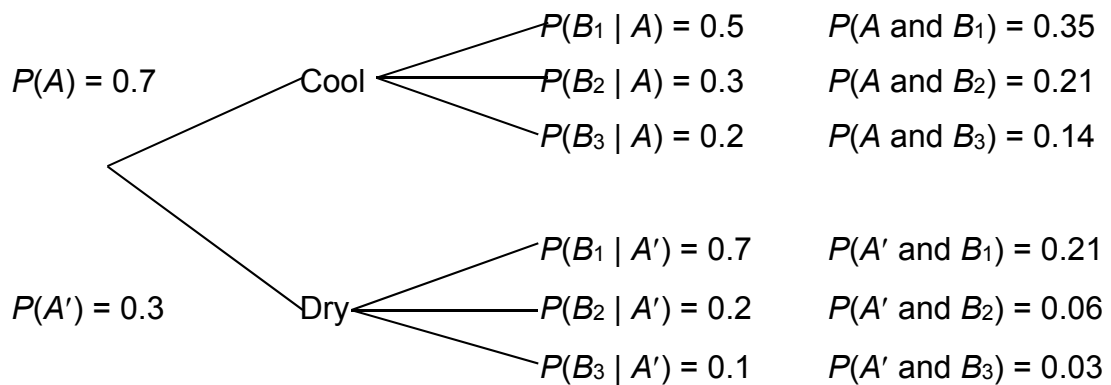 P(B₁ | A) = 0.5 P(A and B₁) = 0.35
P(A) = 0.7 Cool P(B₂ | A) = 0.3 P(A and B₂) = 0.21
P(B₃ | A) = 0.2 P(A and B₃) = 0.14
P(B₁ | A′) = 0.7 P(A′ and B₁) = 0.21
P(A′) = 0.3 Dry P(B₂ | A′) = 0.2 P(A′ and B₂) = 0.06
P(B₃ | A′) = 0.1 P(A′ and B₃) = 0.03